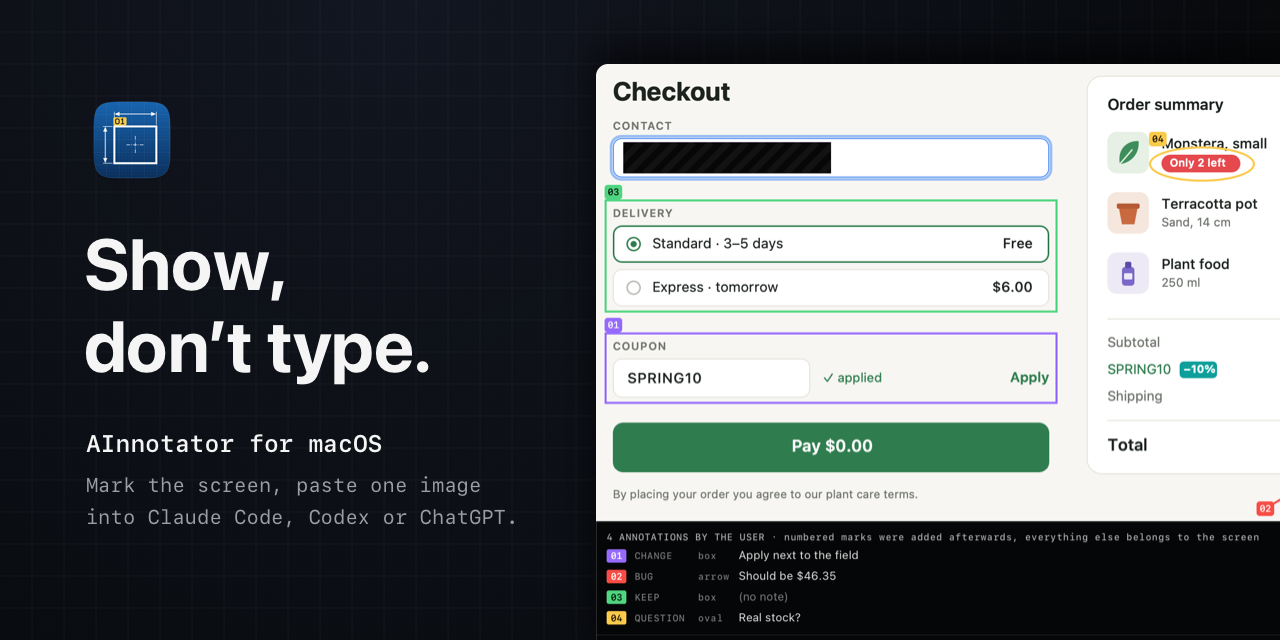 01
Show,
don’t type.
AInnotator for macOS
Mark the screen, paste one image
into Claude Code, Codex or ChatGPT.
Checkout
CONTACT
03
DELIVERY
Standard · 3–5 days Free
Express · tomorrow $6.00
01
COUPON
SPRING10 ✓ applied Apply
Pay $0.00
By placing your order you agree to our plant care terms.
Order summary
04
Monstera, small
Only 2 left
Terracotta pot
Sand, 14 cm
Plant food
250 ml
Subtotal
SPRING10 −10%
Shipping
Total
02
4 ANNOTATIONS BY THE USER · numbered marks were added afterwards, everything else belongs to the screen
01 CHANGE box Apply next to the field
02 BUG arrow Should be $46.35
03 KEEP box (no note)
04 QUESTION oval Real stock?